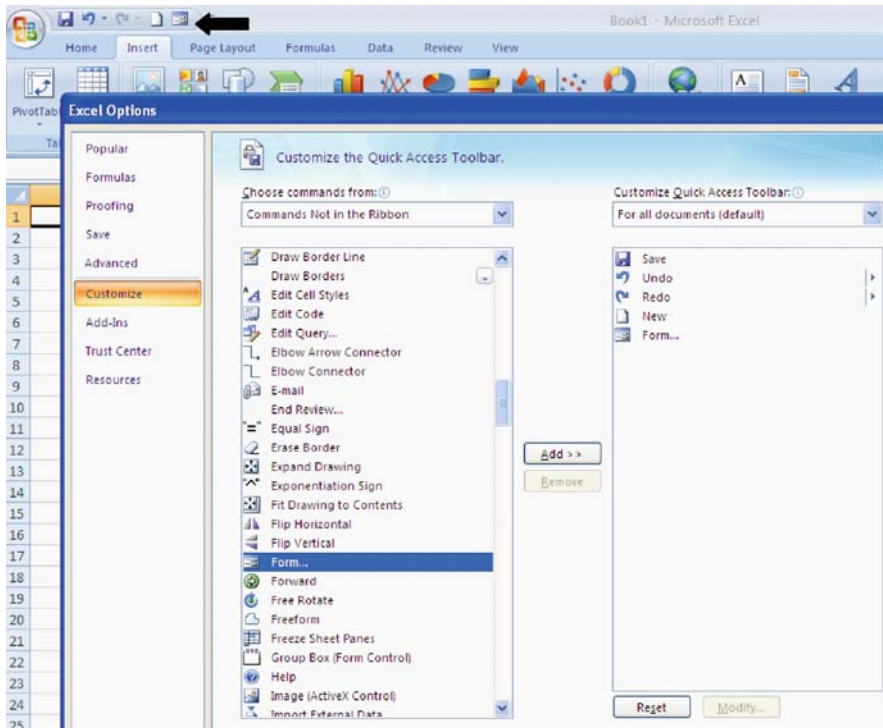 Book1 - Microsoft Excel
Home Insert Page Layout Formulas Data Review View
A A
PivotTab
Ta
Excel Options
Popular
Formulas
Proofing
Save
Advanced
Customize
Add-Ins
Trust Center
Resources
Customize the Quick Access Toolbar.
Choose commands from:
Commands Not in the Ribbon
Draw Border Line
Draw Borders
Edit Cell Styles
Edit Code
Edit Query...
Elbow Arrow Connector
Elbow Connector
E-mail
End Review...
Equal Sign
Erase Border
Expand Drawing
Exponentiation Sign
Fit Drawing to Contents
Flip Horizontal
Flip Vertical
Form...
Forward
Free Rotate
Freeform
Freeze Sheet Panes
Group Box (Form Control)
Help
Image (ActiveX Control)
Import External Data
Add >>
Remove
Customize Quick Access Toolbar:
For all documents (default)
Save
Undo
Redo
New
Form...
Reset Modify...
1
2
3
4
5
6
7
8
9
10
11
12
13
14
15
16
17
18
19
20
21
22
23
24
25